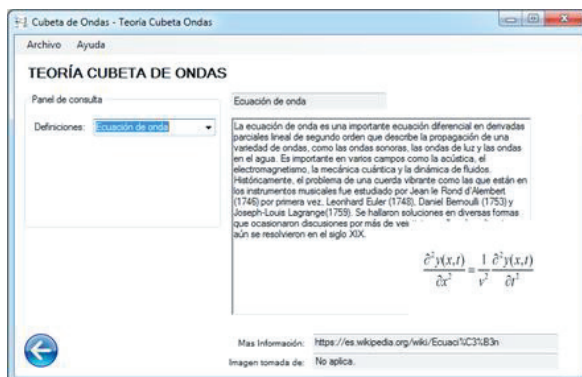 Cubeta de Ondas - Teoría Cubeta Ondas
Archivo Ayuda
TEORÍA CUBETA DE ONDAS
Panel de consulta
Definiciones: Ecuación de onda
Ecuación de onda
La ecuación de onda es una importante ecuación diferencial en derivadas
parciales lineal de segundo orden que describe la propagación de una
variedad de ondas, como las ondas sonoras, las ondas de luz y las ondas
en el agua. Es importante en varios campos como la acústica, el
electromagnetismo, la mecánica cuántica y la dinámica de fluidos.
Históricamente, el problema de una cuerda vibrante como las que están en
los instrumentos musicales fue estudiado por Jean le Rond d'Alembert
(1746) por primera vez, Leonhard Euler (1748), Daniel Bernoulli (1753) y
Joseph-Louis Lagrange(1759). Se hallaron soluciones en diversas formas
que ocasionaron discusiones por más de
aún se resolvieron en el siglo XIX.
∂²y(x,t)/∂x² = 1/v² ∂²y(x,t)/∂t²
Mas Información: https://es.wikipedia.org/wiki/Ecuaci%C3%B3n
Imagen tomada de: No aplica.